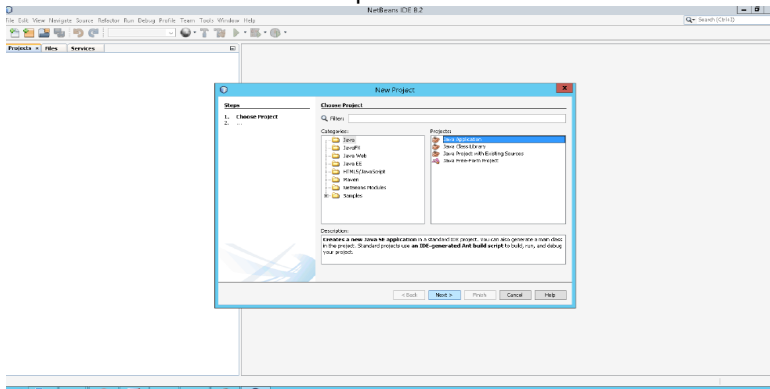 NetBeans IDE 8.2
File Edit View Navigate Source Refactor Run Debug Profile Team Tools Window Help
Search (Ctrl+I)
Projects Files Services
New Project
Steps
1. Choose Project
2. ...
Choose Project
Filter:
Categories:
Java
JavaFX
Java Web
Java EE
HTML5/JavaScript
Maven
NetBeans Modules
Samples
Projects:
Java Application
Java Class Library
Java Project with Existing Sources
Java Free-Form Project
Description:
Creates a new Java SE application in a standard IDE project. You can also generate a main class
in the project. Standard projects use an IDE-generated Ant build script to build, run, and debug
your project.
< Back Next > Finish Cancel Help